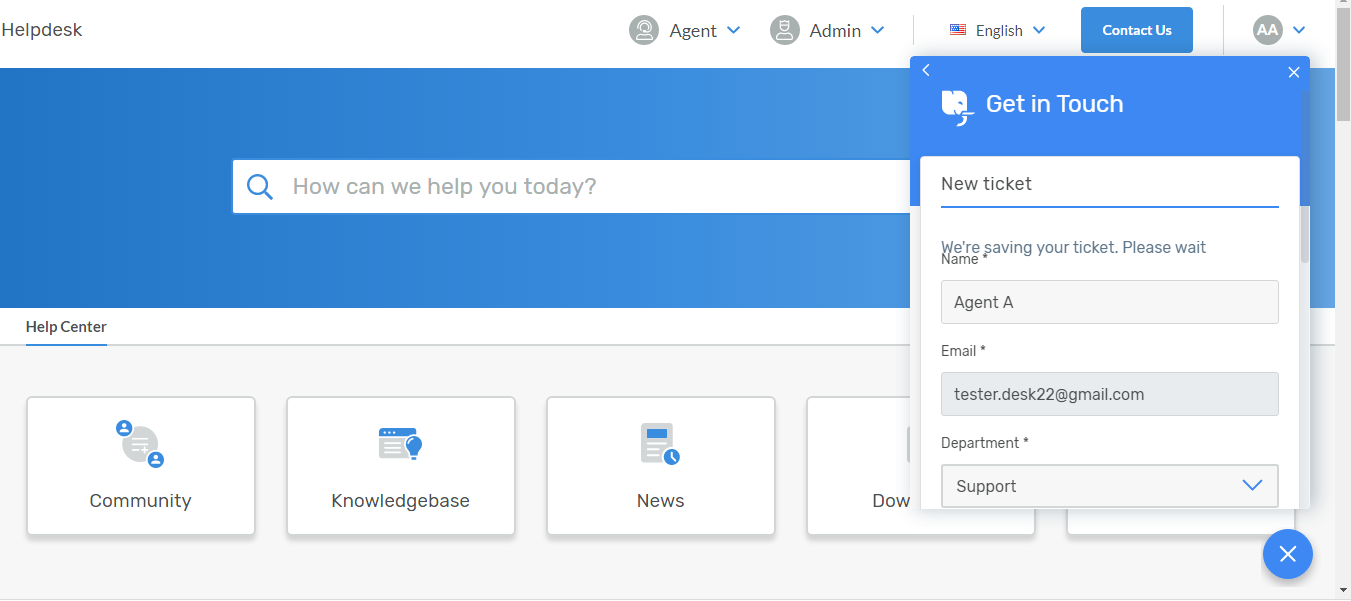 Helpdesk
Agent
Admin
English
Contact Us
AA
Get in Touch
How can we help you today?
New ticket
We're saving your ticket. Please wait
Name *
Agent A
Help Center
Email *
tester.desk22@gmail.com
Department *
Support
Community
Knowledgebase
News
Dow